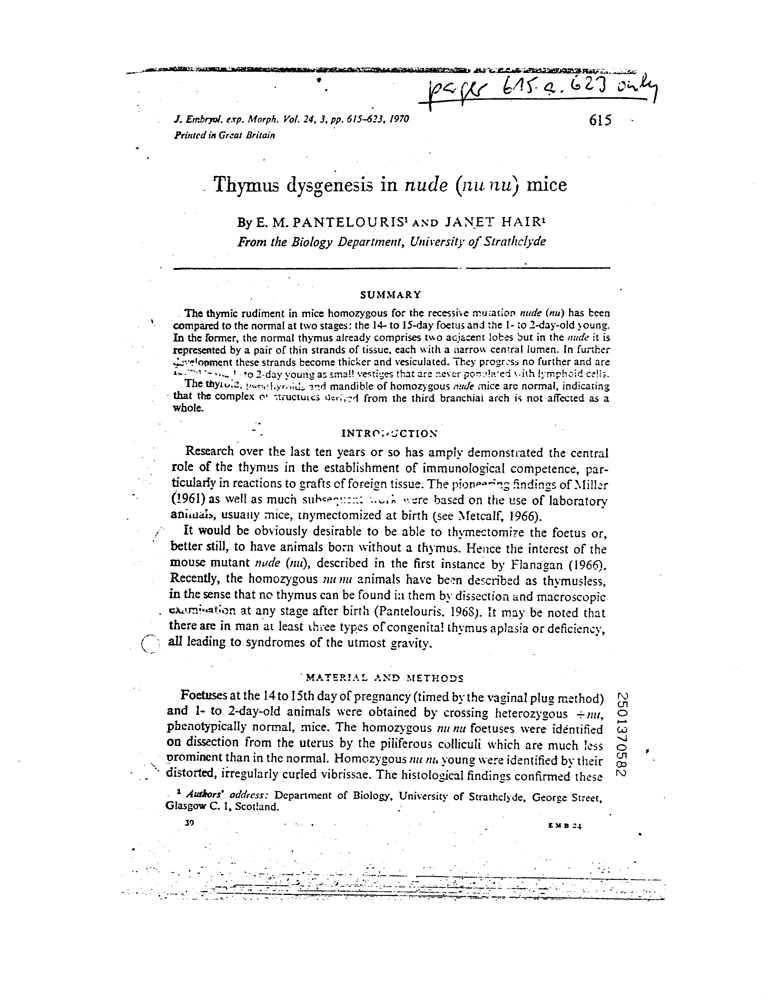 pages 615-a. 623 only
J. Embryol. exp. Morph. Vol. 24, 3, pp. 615–623, 1970
615
Printed in Great Britain
Thymus dysgenesis in nude (nu nu) mice
By E. M. PANTELOURIS¹ AND JANET HAIR¹
From the Biology Department, University of Strathclyde
SUMMARY
The thymic rudiment in mice homozygous for the recessive mutation nude (nu) has been
compared to the normal at two stages: the 14- to 15-day foetus and the 1- to 2-day-old young.
In the former, the normal thymus already comprises two adjacent lobes but in the nude it is
represented by a pair of thin strands of tissue, each with a narrow central lumen. In further
development these strands become thicker and vesiculated. They progress no further and are
to 2-day young as small vestiges that are never populated with lymphoid cells.
The thyroid, parathyroids and mandible of homozygous nude mice are normal, indicating
that the complex of structures derived from the third branchial arch is not affected as a
whole.
INTRODUCTION
Research over the last ten years or so has amply demonstrated the central
role of the thymus in the establishment of immunological competence, par-
ticularly in reactions to grafts of foreign tissue. The pioneering findings of Miller
(1961) as well as much subsequent work were based on the use of laboratory
animals, usually mice, thymectomized at birth (see Metcalf, 1966).
It would be obviously desirable to be able to thymectomize the foetus or,
better still, to have animals born without a thymus. Hence the interest of the
mouse mutant nude (nu), described in the first instance by Flanagan (1966).
Recently, the homozygous nu nu animals have been described as thymusless,
in the sense that no thymus can be found in them by dissection and macroscopic
examination at any stage after birth (Pantelouris, 1968). It may be noted that
there are in man at least three types of congenital thymus aplasia or deficiency,
all leading to syndromes of the utmost gravity.
MATERIAL AND METHODS
Foetuses at the 14 to 15th day of pregnancy (timed by the vaginal plug method)
and 1- to 2-day-old animals were obtained by crossing heterozygous +nu,
phenotypically normal, mice. The homozygous nu nu foetuses were identified
on dissection from the uterus by the piliferous colliculi which are much less
prominent than in the normal. Homozygous nu nu young were identified by their
distorted, irregularly curled vibrissae. The histological findings confirmed these
¹ Authors' address: Department of Biology, University of Strathclyde, George Street,
Glasgow C. 1, Scotland.
39
EMB 24
2501370582